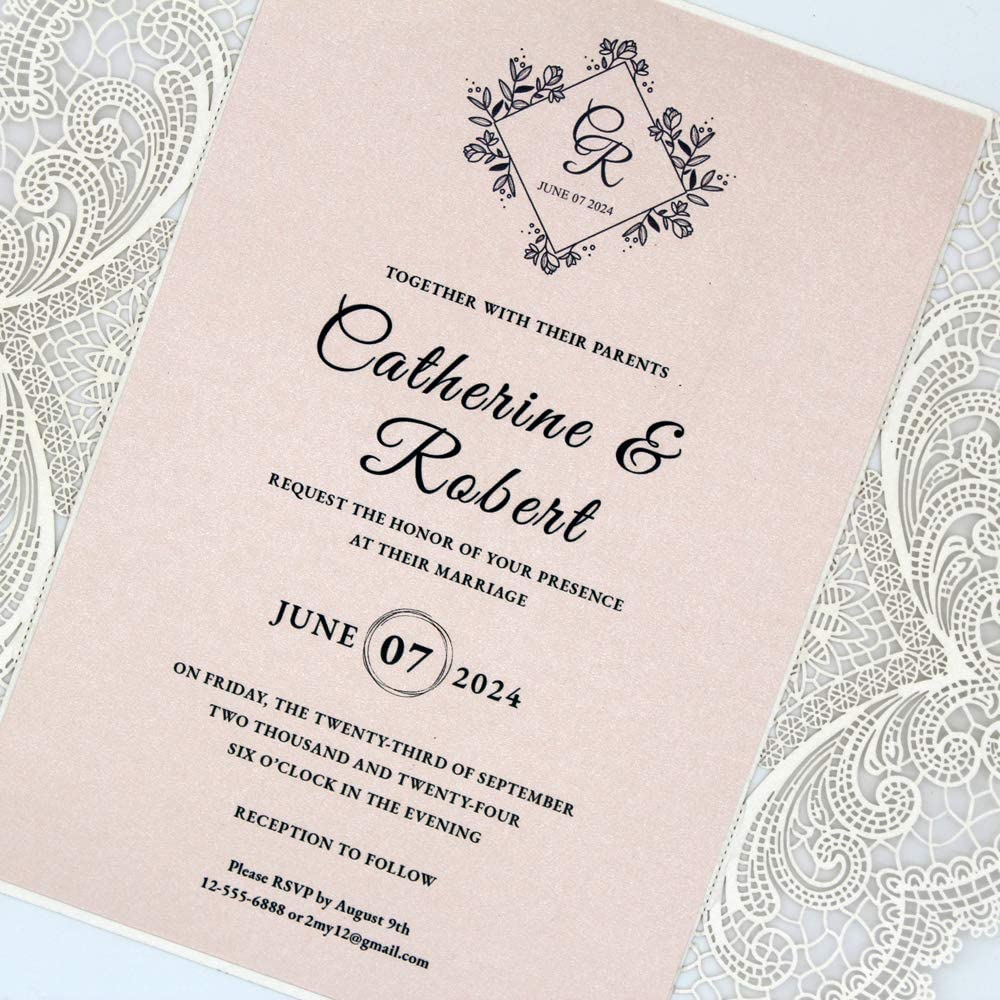 C
R
JUNE 07 2024
TOGETHER WITH THEIR PARENTS
Catherine &
Robert
REQUEST THE HONOR OF YOUR PRESENCE
AT THEIR MARRIAGE
JUNE 07 2024
ON FRIDAY, THE TWENTY-THIRD OF SEPTEMBER
TWO THOUSAND AND TWENTY-FOUR
SIX O'CLOCK IN THE EVENING
RECEPTION TO FOLLOW
Please RSVP by August 9th
12-555-6888 or 2my12@gmail.com